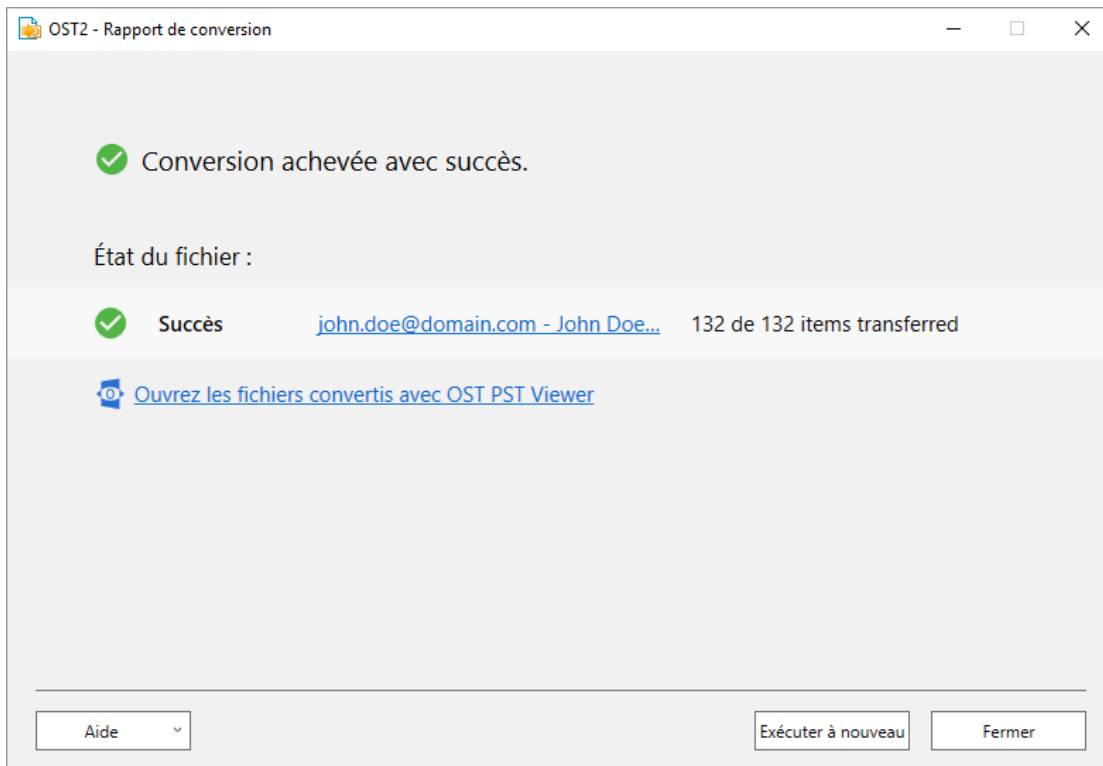 OST2 - Rapport de conversion
Conversion achevée avec succès.
État du fichier :
Succès john.doe@domain.com - John Doe... 132 de 132 items transferred
Ouvrez les fichiers convertis avec OST PST Viewer
Aide Exécuter à nouveau Fermer